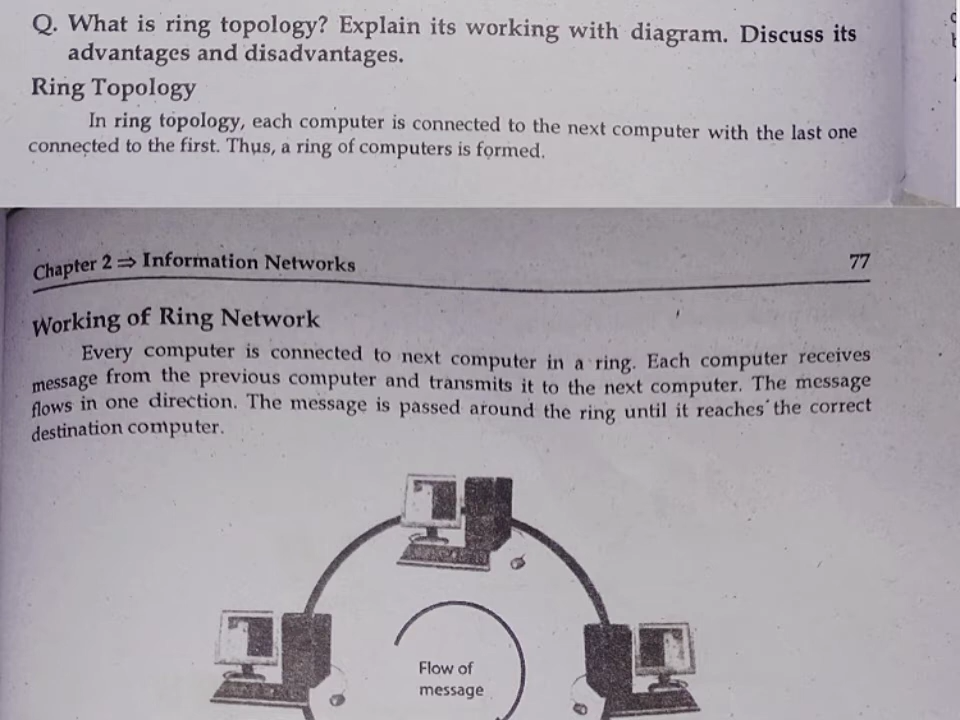 Q. What is ring topology? Explain its working with diagram. Discuss its
advantages and disadvantages.
Ring Topology
In ring topology, each computer is connected to the next computer with the last one
connected to the first. Thus, a ring of computers is formed.
Chapter 2 ⇒ Information Networks 77
Working of Ring Network
Every computer is connected to next computer in a ring. Each computer receives
message from the previous computer and transmits it to the next computer. The message
flows in one direction. The message is passed around the ring until it reaches the correct
destination computer.
Flow of
message